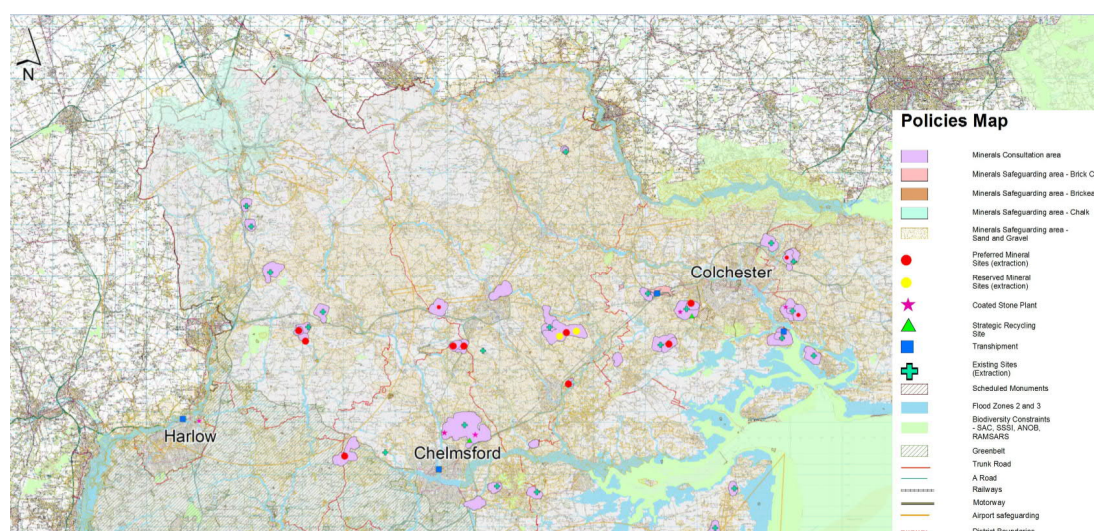 N
Harlow
Chelmsford
Colchester
Policies Map
Minerals Consultation area
Minerals Safeguarding area - Brick C
Minerals Safeguarding area - Brickea
Minerals Safeguarding area - Chalk
Minerals Safeguarding area -
Sand and Gravel
Preferred Mineral
Sites (extraction)
Reserved Mineral
Sites (extraction)
Coated Stone Plant
Strategic Recycling
Site
Transhipment
Existing Sites
(Extraction)
Scheduled Monuments
Flood Zones 2 and 3
Biodiversity Constraints
- SAC, SSSI, ANOB,
RAMSARS
Greenbelt
Trunk Road
A Road
Railways
Motorway
Airport safeguarding
District Boundaries